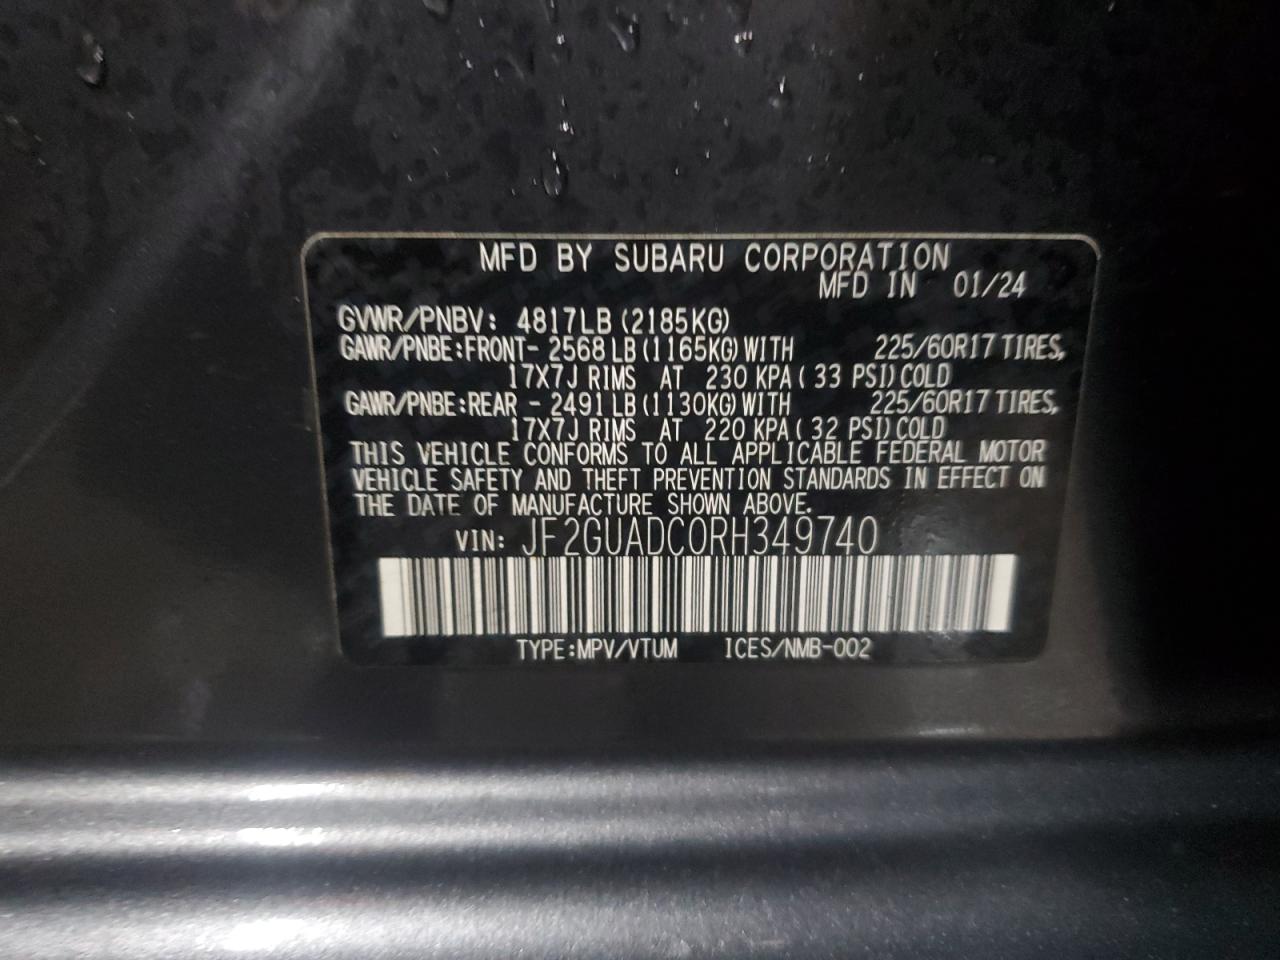 MFD BY SUBARU CORPORATION
MFD IN 01/24
GVWR/PNBV: 4817LB (2185KG)
GAWR/PNBE:FRONT- 2568 LB (1165KG) WITH 225/60R17 TIRES,
17X7J RIMS AT 230 KPA ( 33 PSI) COLD
GAWR/PNBE:REAR - 2491 LB (1130KG) WITH 225/60R17 TIRES,
17X7J RIMS AT 220 KPA ( 32 PSI) COLD
THIS VEHICLE CONFORMS TO ALL APPLICABLE FEDERAL MOTOR
VEHICLE SAFETY AND THEFT PREVENTION STANDARDS IN EFFECT ON
THE DATE OF MANUFACTURE SHOWN ABOVE.
VIN: JF2GUADC0RH349740
TYPE:MPV/VTUM ICES/NMB-002